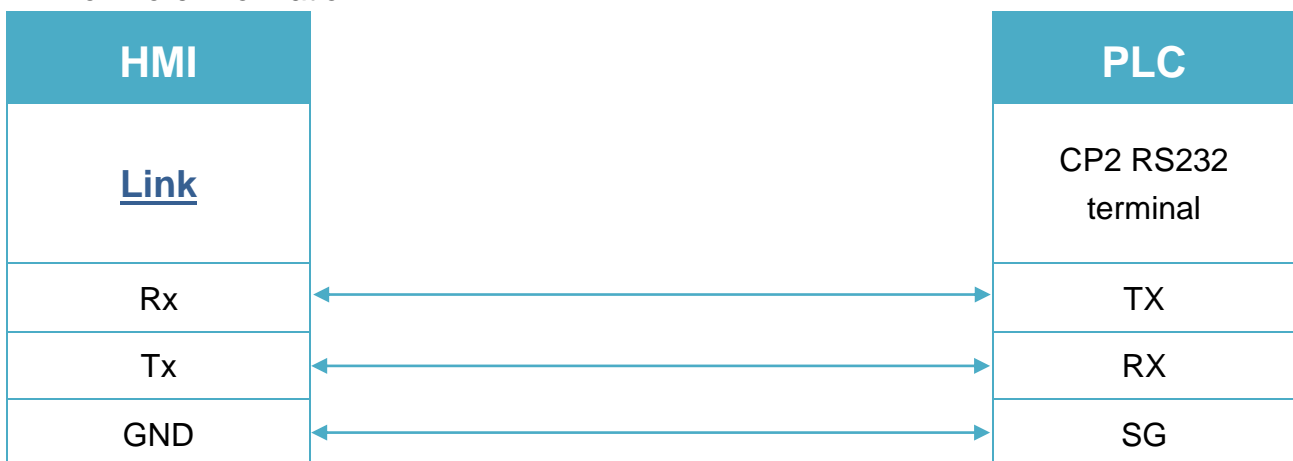 HMI
PLC
Link
CP2 RS232
terminal
Rx
TX
Tx
RX
GND
SG